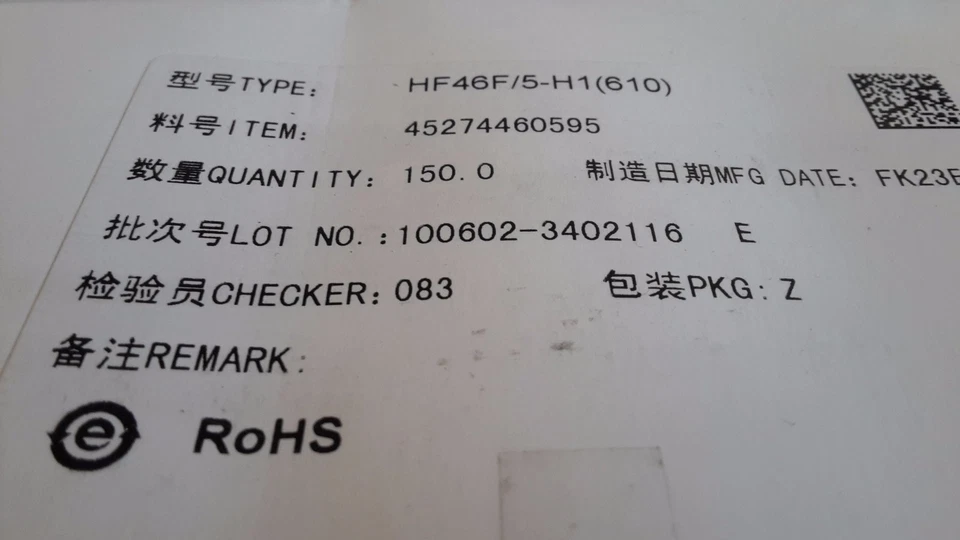 型号TYPE: HF46F/5-H1(610)
料号ITEM: 45274460595
数量QUANTITY: 150.0 制造日期MFG DATE: FK23
批次号LOT NO.:100602-3402116 E
检验员CHECKER: 083 包装PKG: Z
备注REMARK:
e RoHS